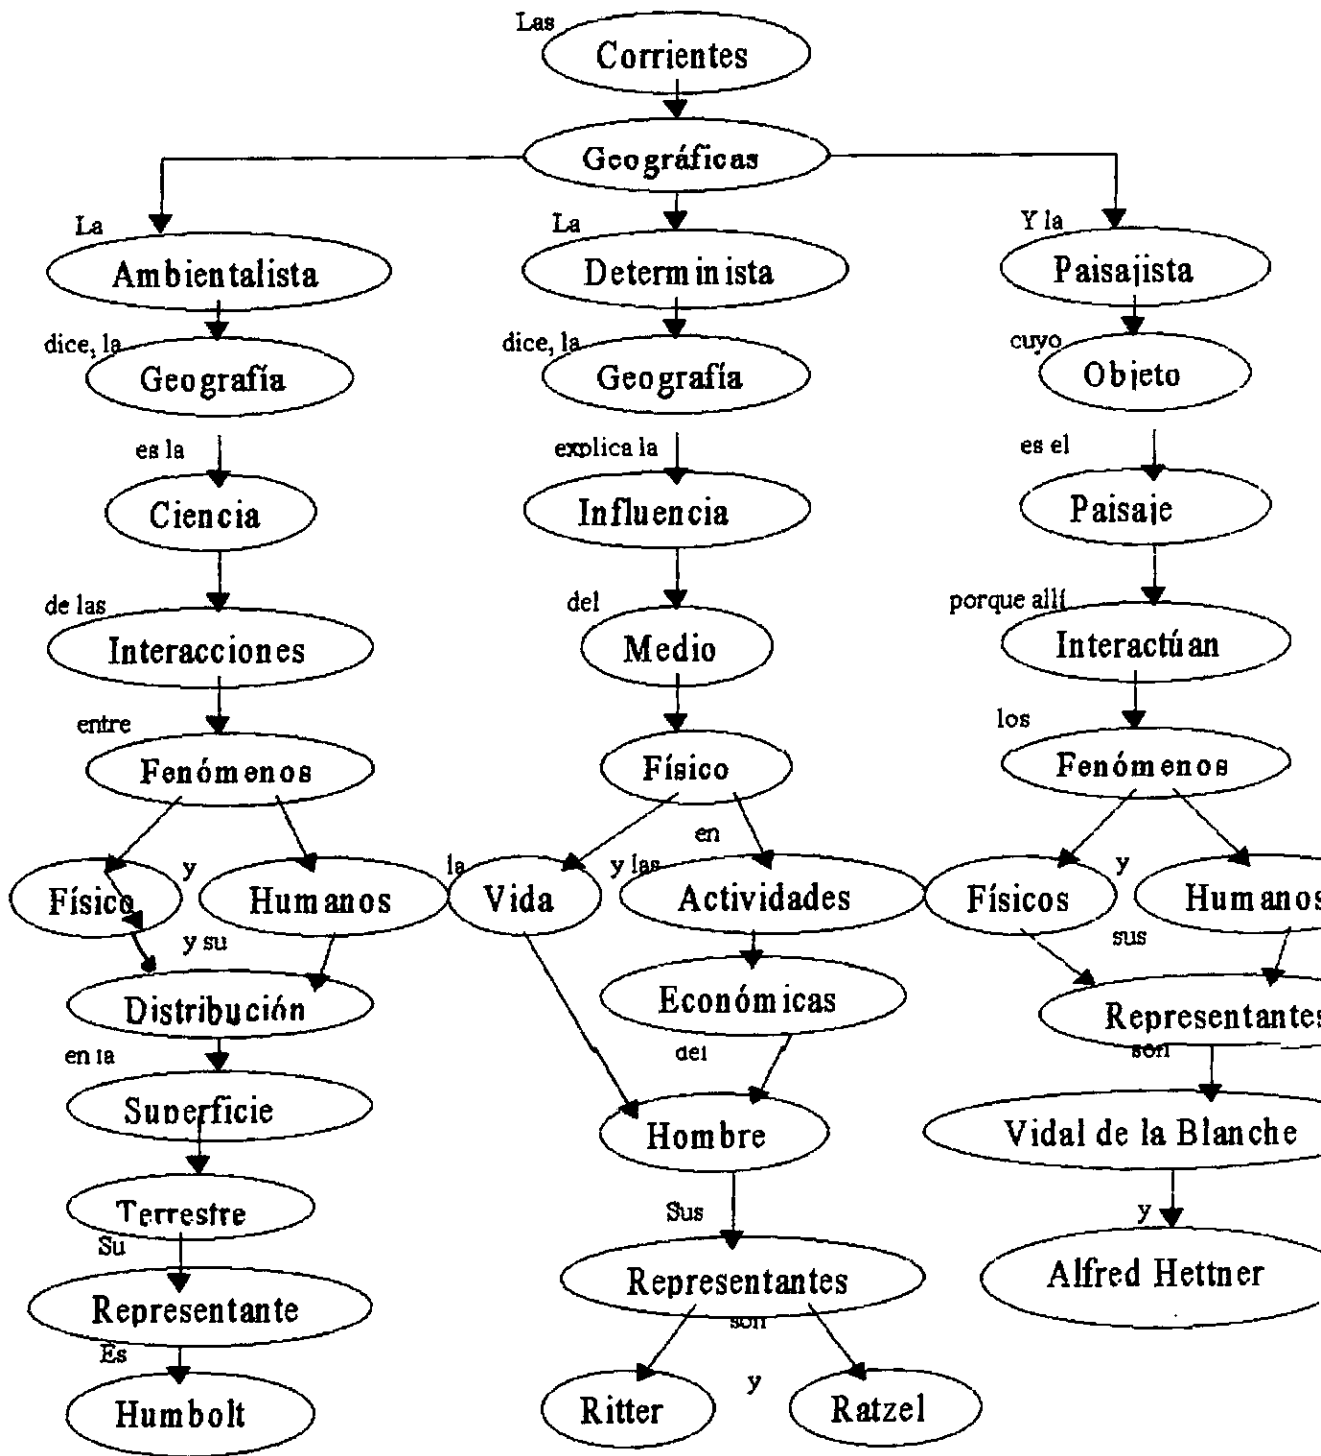 Las
Corrientes
Geográficas
La
Ambientalista
dice, la
Geografía
es la
Ciencia
de las
Interacciones
entre
Fenómenos
Físico
y
Humanos
y su
Distribución
en la
Superficie
Terrestre
Su
Representante
Es
Humbolt
La
Determinista
dice, la
Geografía
explica la
Influencia
del
Medio
Físico
en
la
Vida
y las
Actividades
Económicas
del
Hombre
Sus
Representantes
son
Ritter
y
Ratzel
Y la
Paisajista
cuyo
Objeto
es el
Paisaje
porque allí
Interactúan
los
Fenómenos
Físicos
y
Humanos
sus
Representantes
son
Vidal de la Blanche
y
Alfred Hettner